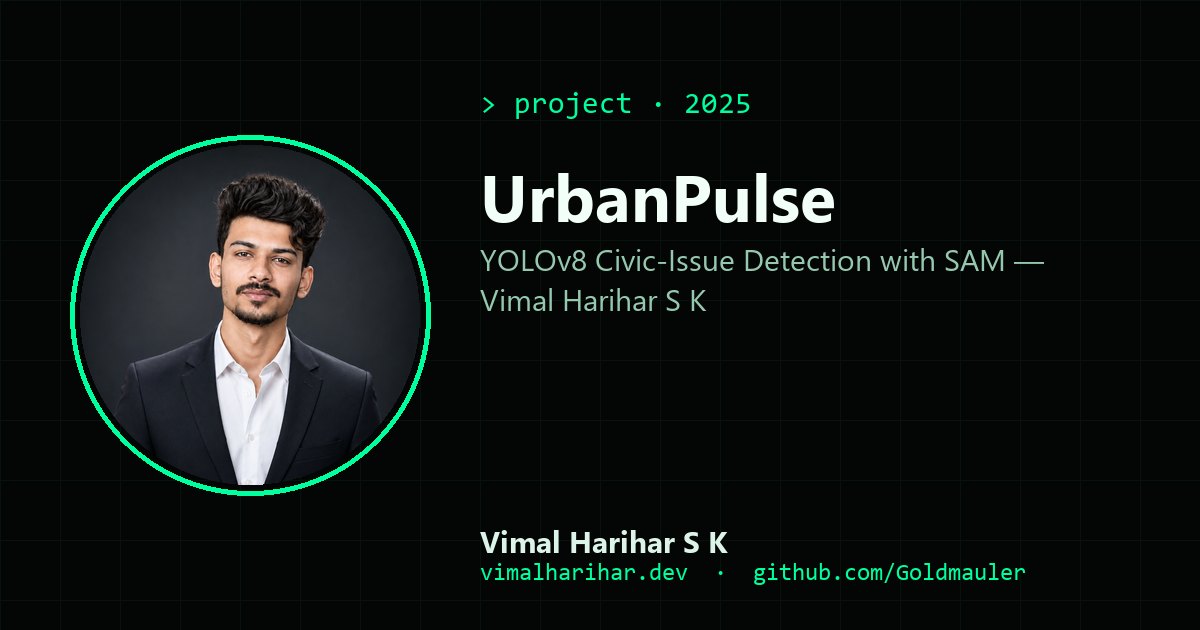 > project · 2025
UrbanPulse
YOLOv8 Civic-Issue Detection with SAM —
Vimal Harihar S K
Vimal Harihar S K
vimalharihar.dev · github.com/Goldmauler